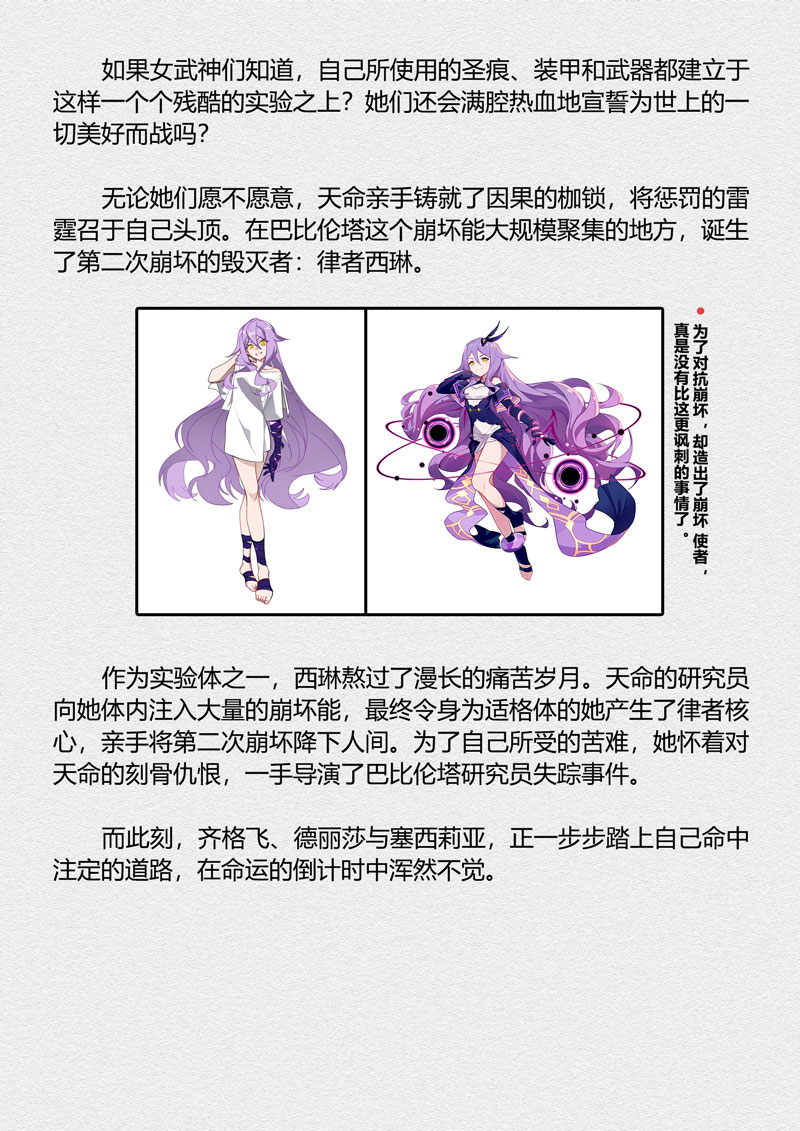 如果女武神们知道，自己所使用的圣痕、装甲和武器都建立于
这样一个个残酷的实验之上？她们还会满腔热血地宣誓为世上的一
切美好而战吗？
无论她们愿不愿意，天命亲手铸就了因果的枷锁，将惩罚的雷
霆召于自己头顶。在巴比伦塔这个崩坏能大规模聚集的地方，诞生
了第二次崩坏的毁灭者：律者西琳。
为了对抗崩坏，却造出了崩坏 使者，
真是没有比这更讽刺的事情了。
作为实验体之一，西琳熬过了漫长的痛苦岁月。天命的研究员
向她体内注入大量的崩坏能，最终令身为适格体的她产生了律者核
心，亲手将第二次崩坏降下人间。为了自己所受的苦难，她怀着对
天命的刻骨仇恨，一手导演了巴比伦塔研究员失踪事件。
而此刻，齐格飞、德丽莎与塞西莉亚，正一步步踏上自己命中
注定的道路，在命运的倒计时中浑然不觉。